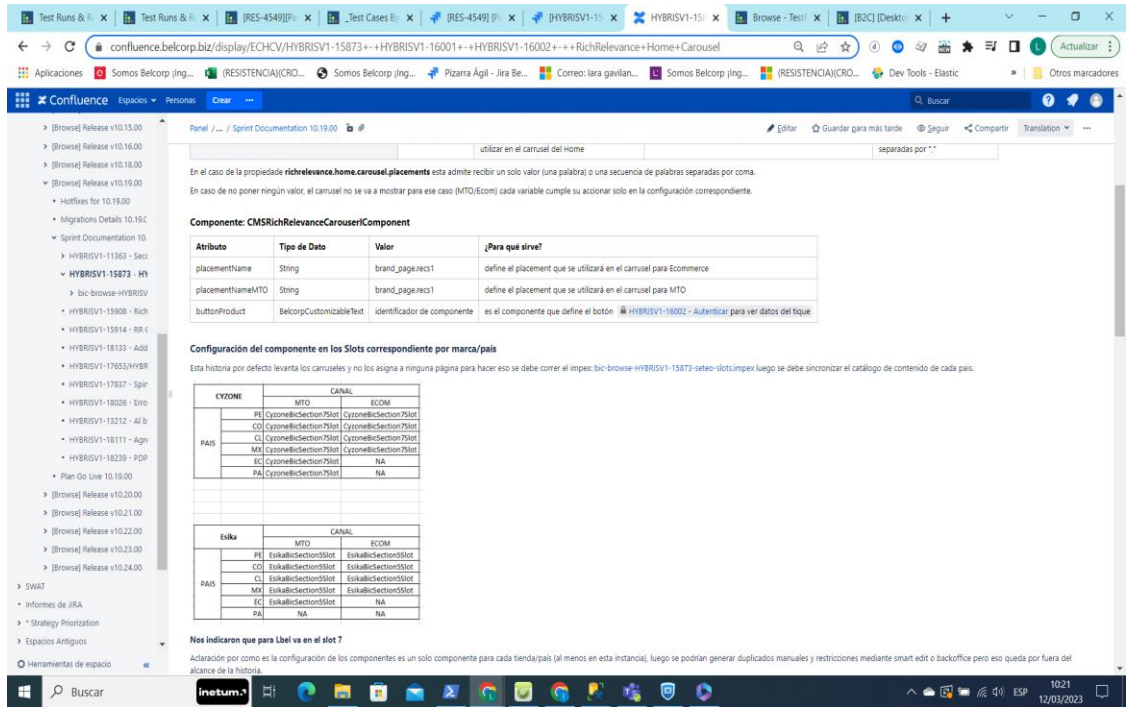 Test Runs & R
Test Runs & R
[RES-4549][P
_Test Cases By
[RES-4549] [P
[HYBRISV1-15
HYBRISV1-15
Browse - Test
[B2C] [Deskto
confluence.belcorp.biz/display/ECHCV/HYBRISV1-15873+-+HYBRISV1-16001+-+HYBRISV1-16002+-++RichRelevance+Home+Carousel
Actualizar
Aplicaciones
Somos Belcorp ¡Ing...
(RESISTENCIA)(CRO...
Somos Belcorp ¡Ing...
Pizarra Ágil - Jira Be...
Correo: lara gavilan...
Somos Belcorp ¡Ing...
(RESISTENCIA)(CRO...
Dev Tools - Elastic
Otros marcadores
Confluence Espacios Personas Crear ... Buscar
Panel / ... / Sprint Documentation 10.19.00
Editar Guardar para más tarde Seguir Compartir Translation ...
[Browse] Release v10.15.00
[Browse] Release v10.16.00
[Browse] Release v10.18.00
[Browse] Release v10.19.00
Hotfixes for 10.19.00
Migrations Details 10.19.0
Sprint Documentation 10.
HYBRISV1-11363 - Secc
HYBRISV1-15873 - HY
bic-browse-HYBRISV
HYBRISV1-15908 - Rich
HYBRISV1-15914 - RR C
HYBRISV1-18133 - Add
HYBRISV1-17653/HYBR
HYBRISV1-17837 - Spir
HYBRISV1-18026 - Erro
HYBRISV1-13212 - Al b
HYBRISV1-18111 - Agn
HYBRISV1-18239 - PDP
Plan Go Live 10.19.00
[Browse] Release v10.20.00
[Browse] Release v10.21.00
[Browse] Release v10.22.00
[Browse] Release v10.23.00
[Browse] Release v10.24.00
SWAT
Informes de JIRA
* Strategy Priorization
Espacios Antiguos
Herramientas de espacio
utilizar en el carrusel del Home
separadas por ","
En el caso de la propiedade richrelevance.home.carousel.placements esta admite recibir un solo valor (una palabra) o una secuencia de palabras separadas por coma.
En caso de no poner ningún valor, el carrusel no se va a mostrar para ese caso (MTO/Ecom) cada variable cumple su accionar solo en la configuración correspondiente.
Componente: CMSRichRelevanceCarouserlComponent
Atributo Tipo de Dato Valor ¿Para qué sirve?
placementName String brand_page.recs1 define el placement que se utilizará en el carrusel para Ecommerce
placementNameMTO String brand_page.recs1 define el placement que se utilizará en el carrusel para MTO
buttonProduct BelcorpCustomizableText identificador de componente es el componente que define el botón HYBRISV1-16002 - Autenticar para ver datos del tique
Configuración del componente en los Slots correspondiente por marca/país
Esta historia por defecto levanta los carruseles y no los asigna a ninguna página para hacer eso se debe correr el impex: bic-browse-HYBRISV1-15873-seteo-slots.impex luego se debe sincronizar el catálogo de contenido de cada país.
CYZONE CANAL
MTO ECOM
PAIS
PE CyzoneBicSection7Slot CyzoneBicSection7Slot
CO CyzoneBicSection7Slot CyzoneBicSection7Slot
CL CyzoneBicSection7Slot CyzoneBicSection7Slot
MX CyzoneBicSection7Slot CyzoneBicSection7Slot
EC CyzoneBicSection7Slot NA
PA CyzoneBicSection7Slot NA
Esika CANAL
MTO ECOM
PAIS
PE EsikaBicSection5Slot EsikaBicSection5Slot
CO EsikaBicSection5Slot EsikaBicSection5Slot
CL EsikaBicSection5Slot EsikaBicSection5Slot
MX EsikaBicSection5Slot EsikaBicSection5Slot
EC EsikaBicSection5Slot NA
PA NA NA
Nos indicaron que para Lbel va en el slot 7
Aclaración por como es la configuración de los componentes es un solo componente para cada tienda/país (al menos en esta instancia), luego se podrían generar duplicados manuales y restricciones mediante smart edit o backoffice pero eso queda por fuera del
alcance de la historia.
Buscar
inetum.
ESP
10:21
12/03/2023